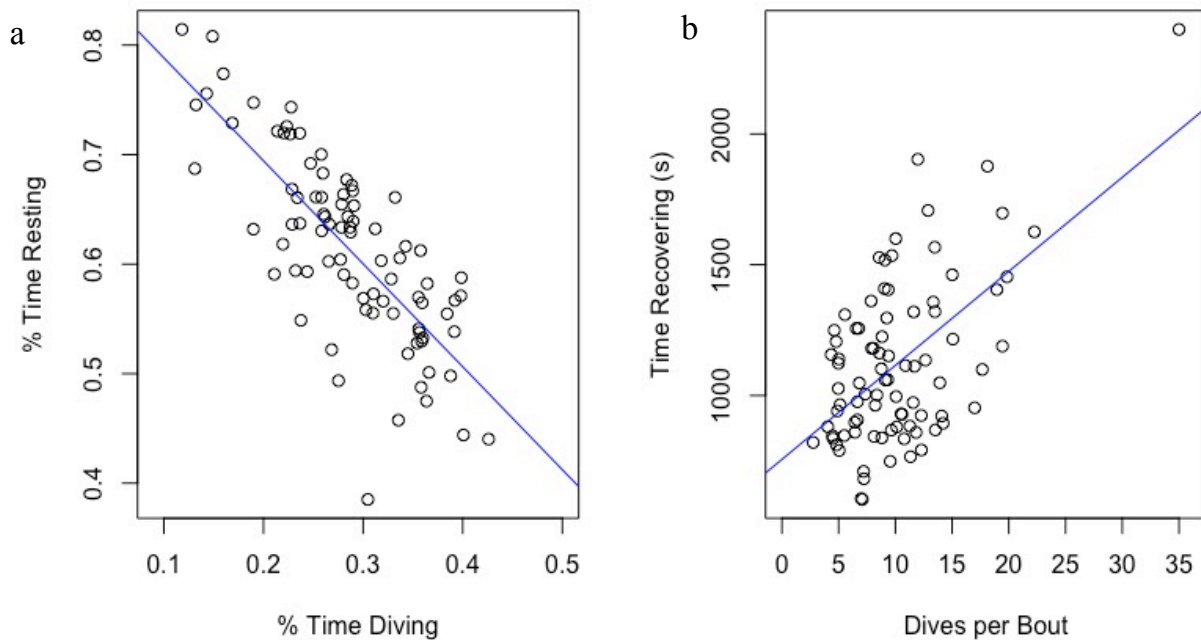 a
% Time Resting
0.8
0.7
0.6
0.5
0.4
0.1 0.2 0.3 0.4 0.5
% Time Diving
b
Time Recovering (s)
2000
1500
1000
0 5 10 15 20 25 30 35
Dives per Bout